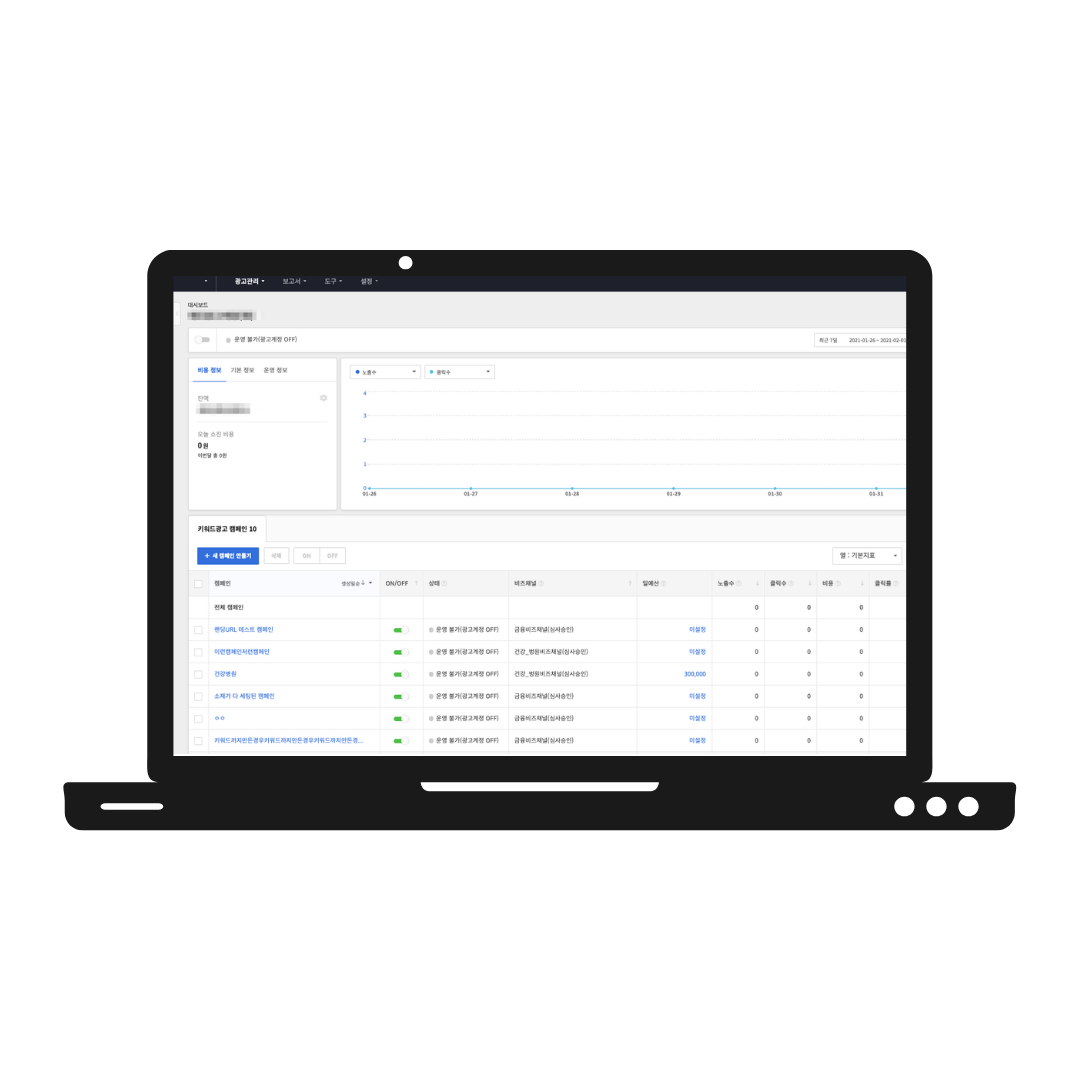 광고관리 보고서 도구 설정
대시보드
운영 불가(광고계정 OFF)
최근 7일 2021-01-26 ~ 2021-02-01
비용 정보 기본 정보 운영 정보
잔액
오늘 소진 비용
0원
이번달 총 0원
노출수 클릭수
4
3
2
1
0
01-26 01-27 01-28 01-29 01-30 01-31
키워드광고 캠페인 10
+ 새 캠페인 만들기 삭제 ON OFF 열 : 기본지표
캠페인 생성일순 ON/OFF 상태 비즈채널 일예산 노출수 클릭수 비용 클릭률
전체 캠페인 0 0 0
랜딩URL 테스트 캠페인 운영 불가(광고계정 OFF) 금융비즈채널(심사승인) 미설정 0 0 0
이런캠페인저런캠페인 운영 불가(광고계정 OFF) 건강_병원비즈채널(심사승인) 미설정 0 0 0
건강병원 운영 불가(광고계정 OFF) 건강_병원비즈채널(심사승인) 300,000 0 0 0
소재가 다 세팅된 캠페인 운영 불가(광고계정 OFF) 금융비즈채널(심사승인) 미설정 0 0 0
ㅇㅇ 운영 불가(광고계정 OFF) 금융비즈채널(심사승인) 미설정 0 0 0
키워드까지만든경우키워드까지만든경우키워드까지만든경... 운영 불가(광고계정 OFF) 금융비즈채널(심사승인) 미설정 0 0 0